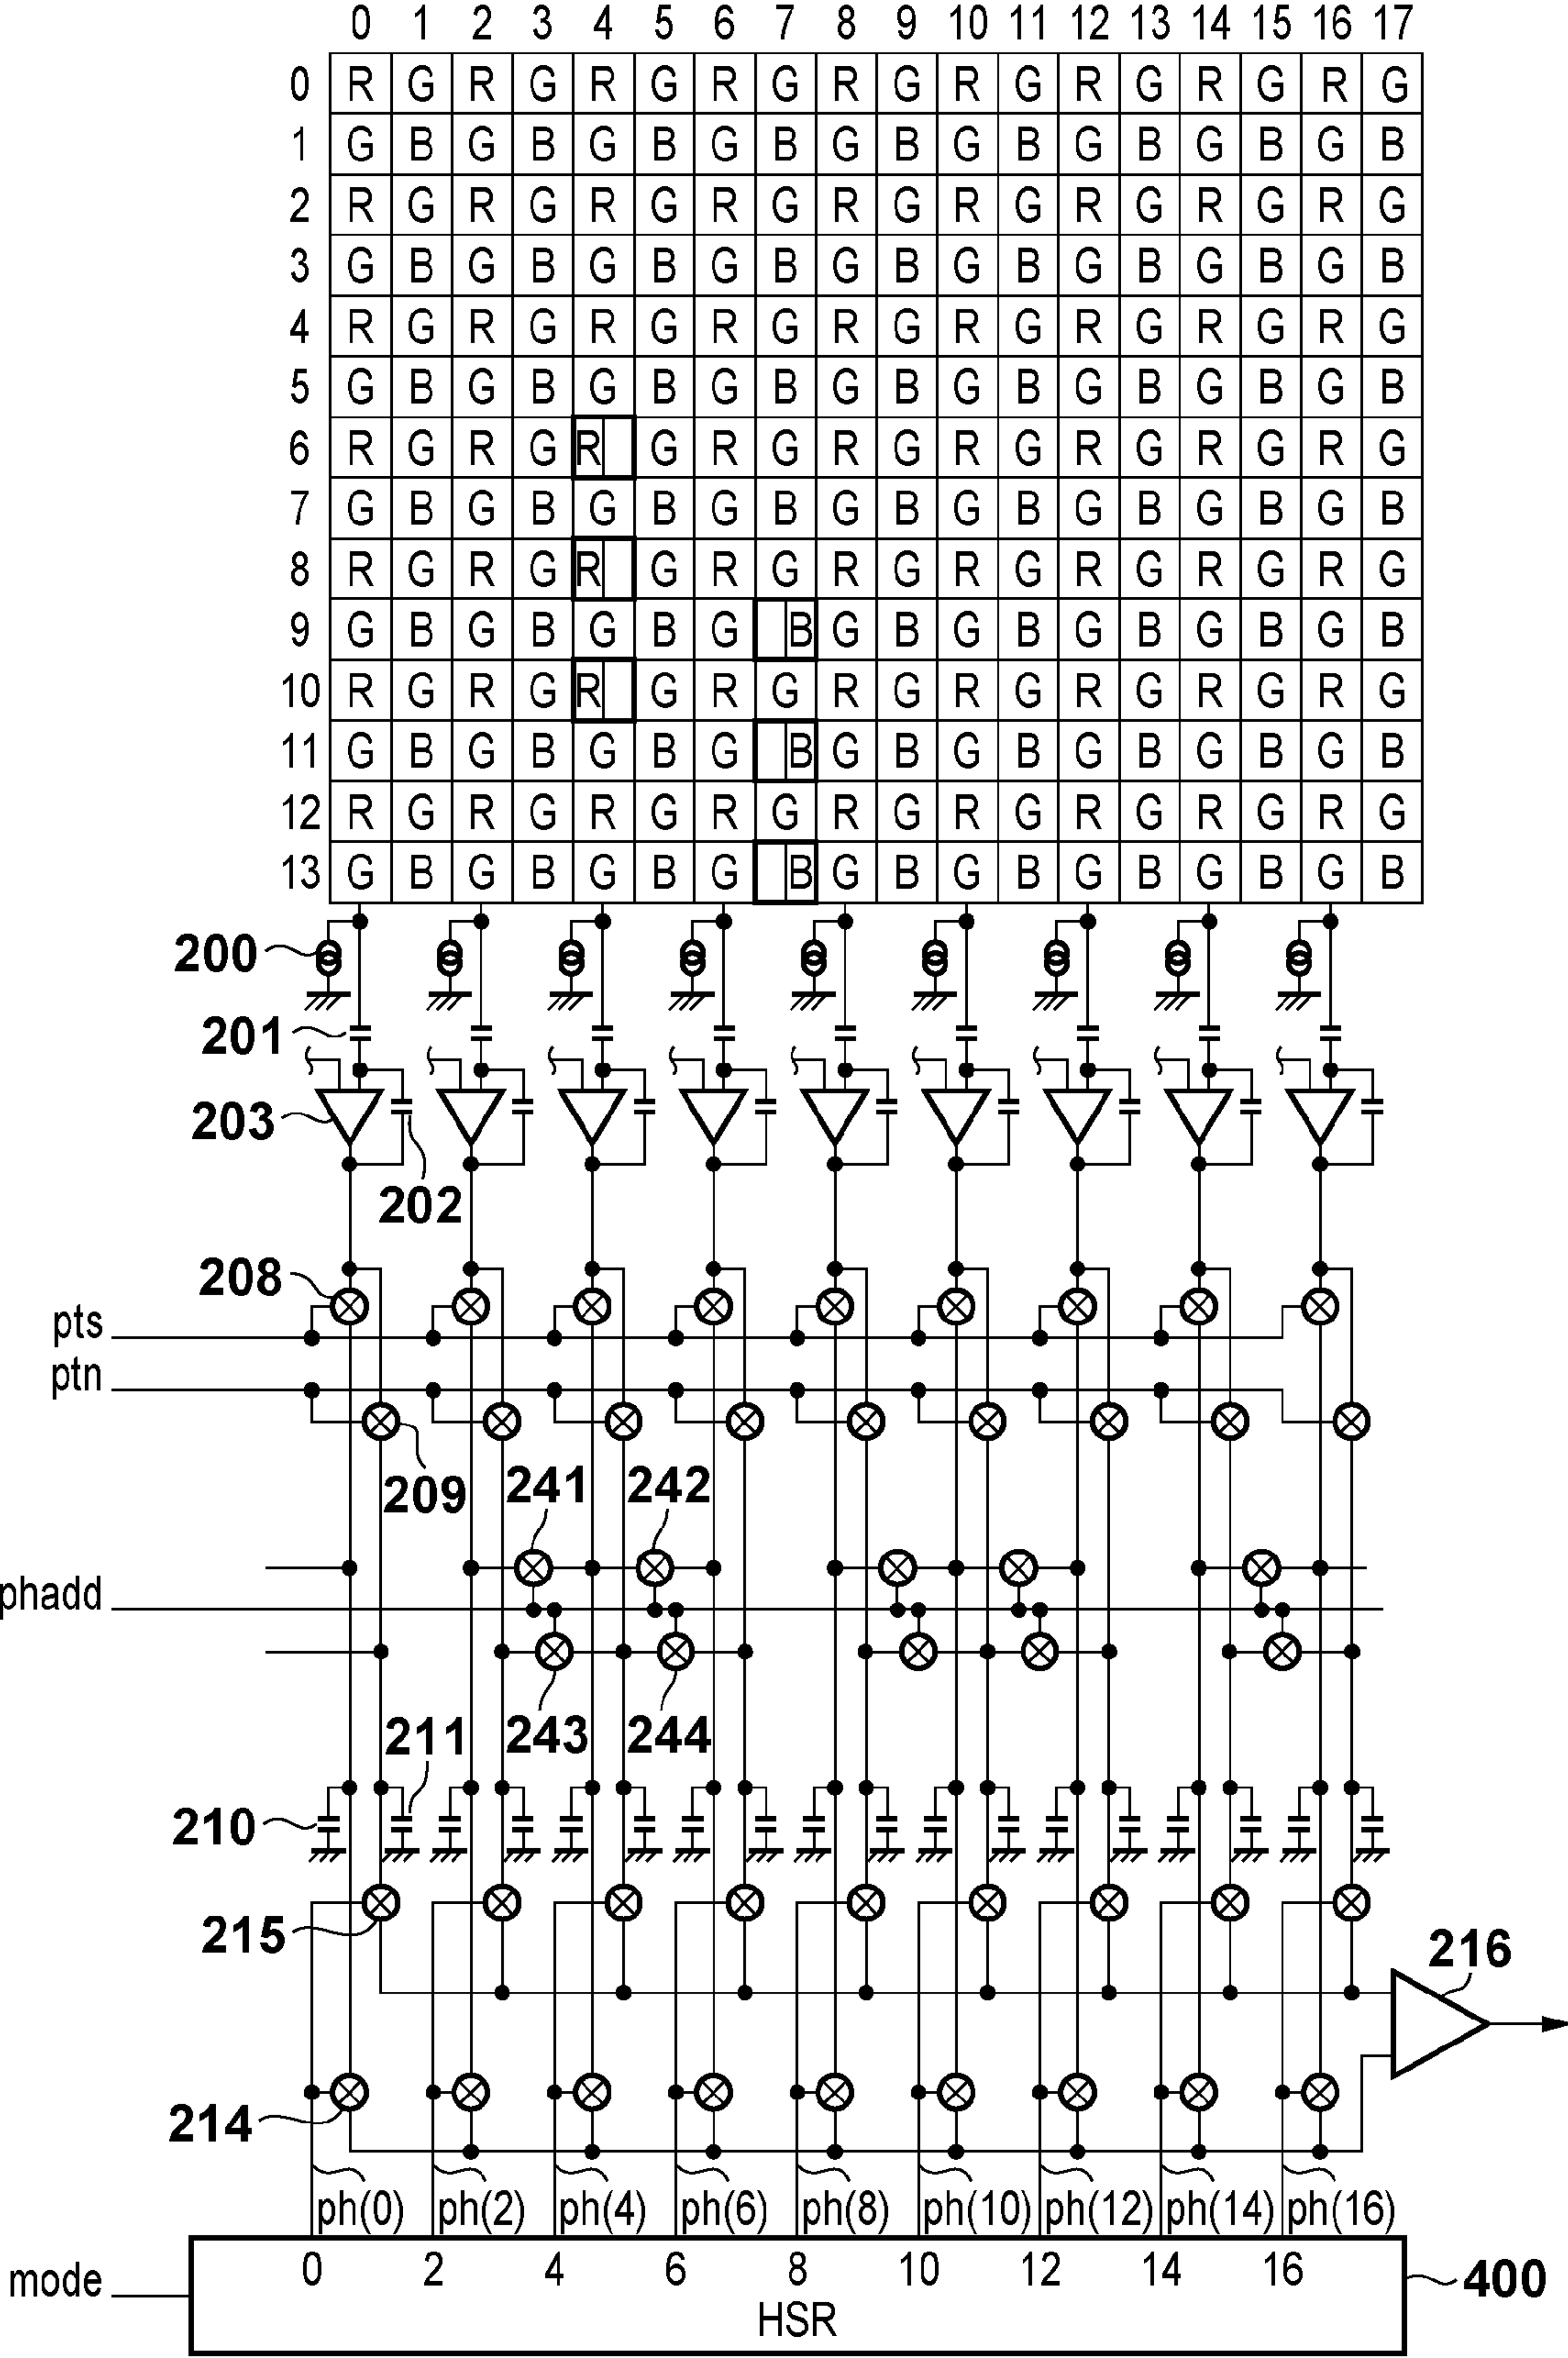 0 1 2 3 4 5 6 7 8 9 10 11 12 13 14 15 16 17
0 R G R G R G R G R G R G R G R G R G
1 G B G B G B G B G B G B G B G B G B
2 R G R G R G R G R G R G R G R G R G
3 G B G B G B G B G B G B G B G B G B
4 R G R G R G R G R G R G R G R G R G
5 G B G B G B G B G B G B G B G B G B
6 R G R G R G R G R G R G R G R G R G
7 G B G B G B G B G B G B G B G B G B
8 R G R G R G R G R G R G R G R G R G
9 G B G B G B G B G B G B G B G B G B
10 R G R G R G R G R G R G R G R G R G
11 G B G B G B G B G B G B G B G B G B
12 R G R G R G R G R G R G R G R G R G
13 G B G B G B G B G B G B G B G B G B
200
201
203
202
208
pts
ptn
209
241 242
phadd
243 244
211
210
215
216
214
ph(0) ph(2) ph(4) ph(6) ph(8) ph(10) ph(12) ph(14) ph(16)
0 2 4 6 8 10 12 14 16
mode
400
HSR